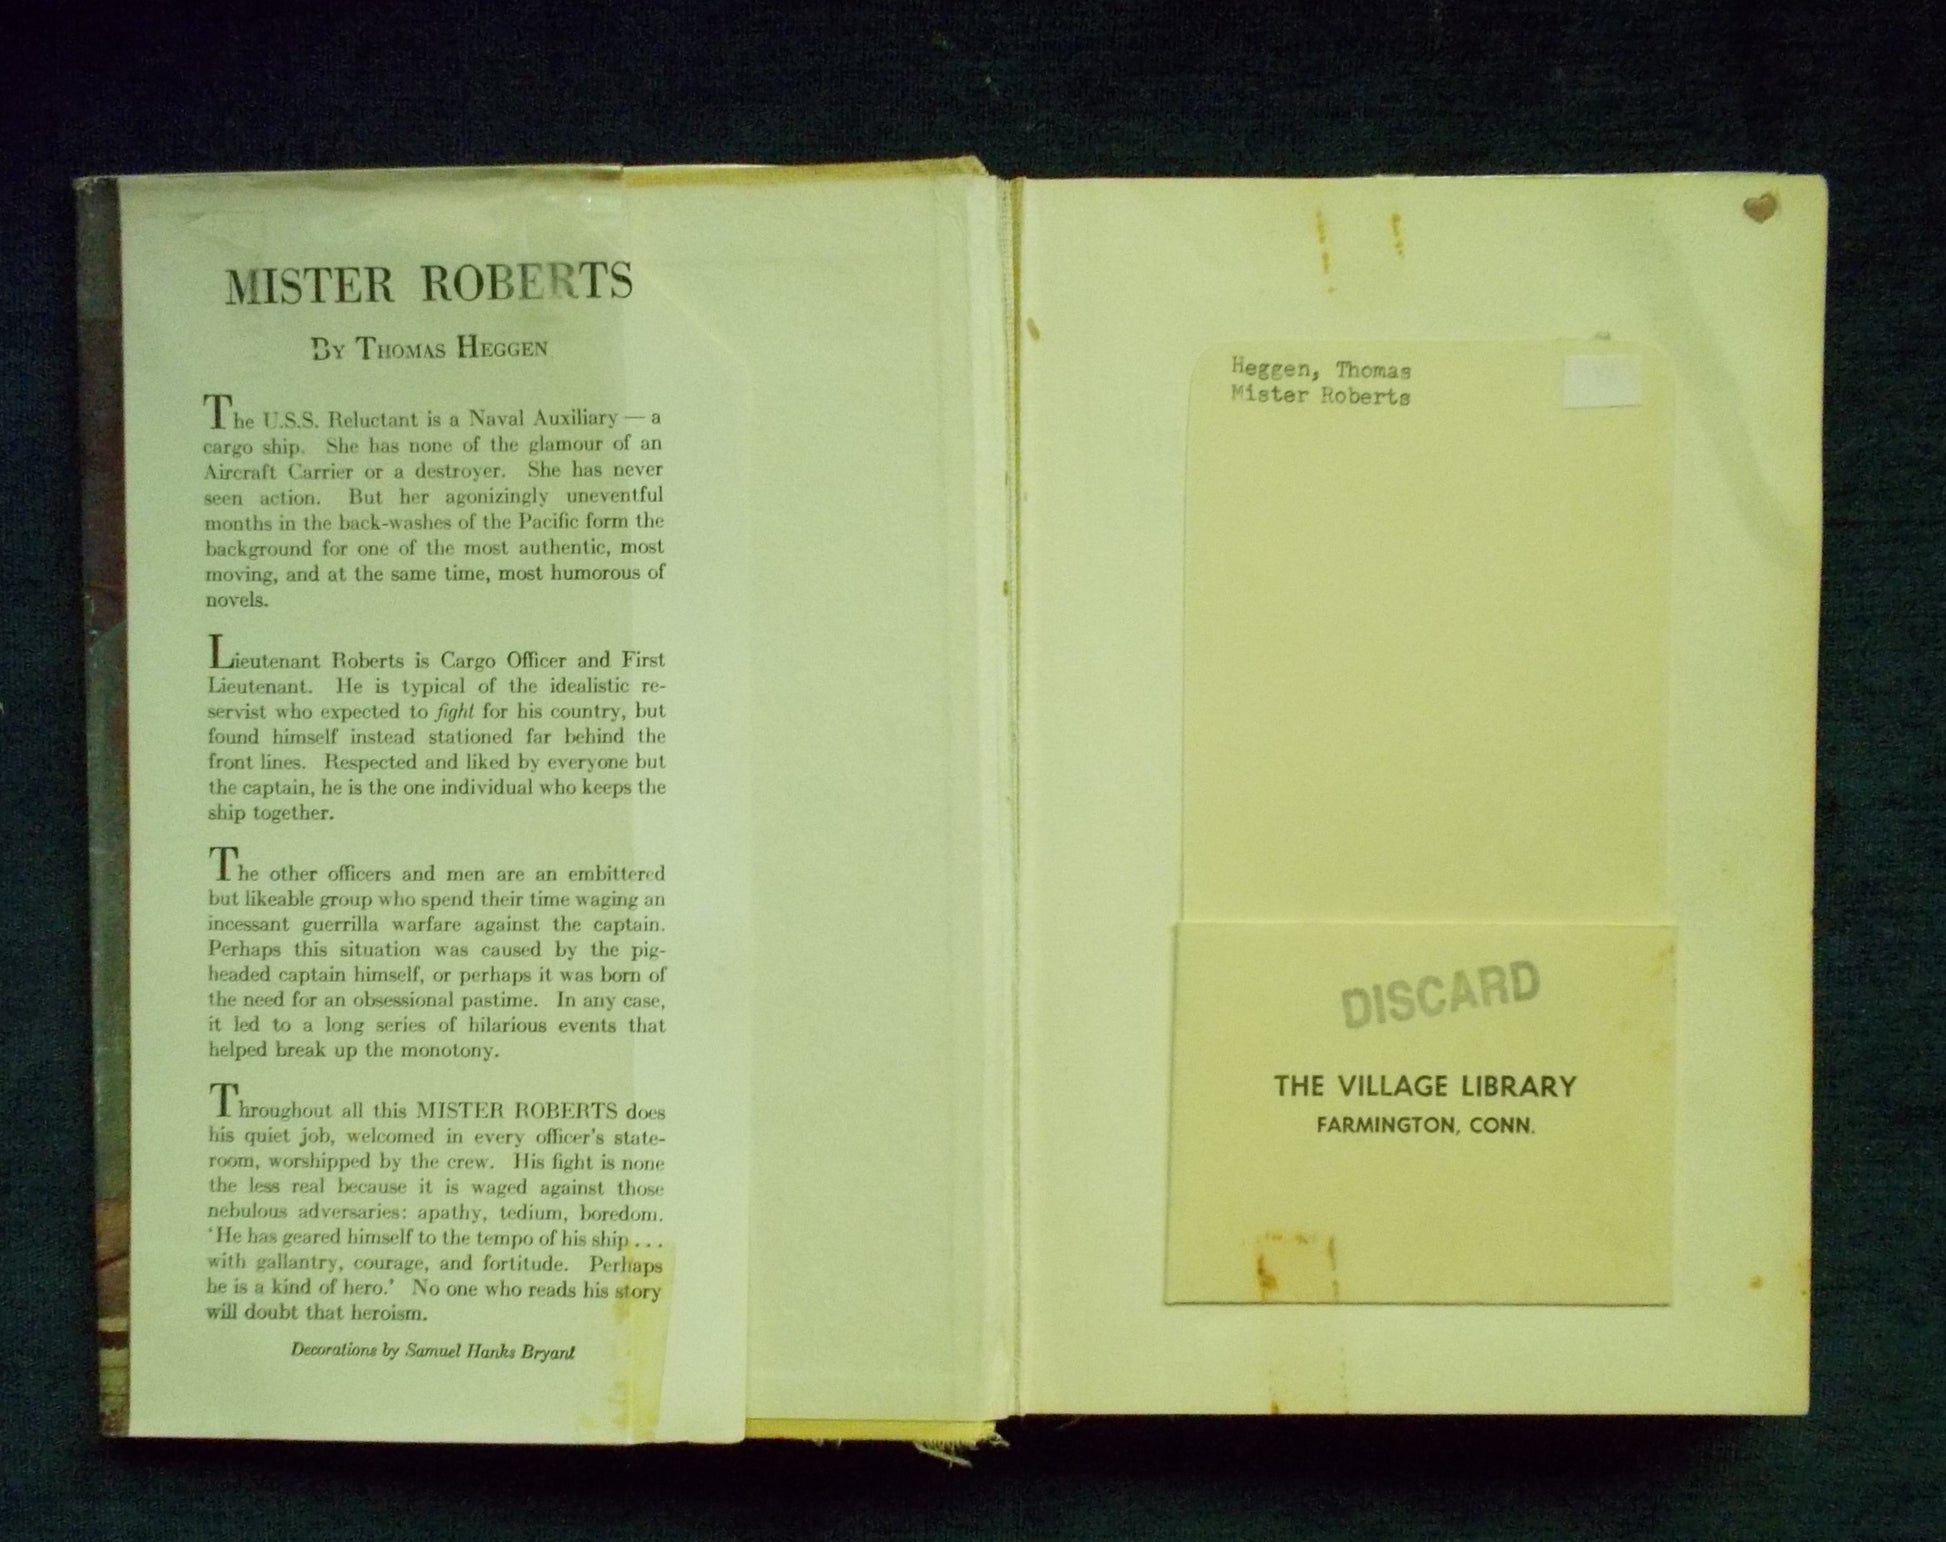 MISTER ROBERTS
BY THOMAS HEGGEN
The U.S.S. Reluctant is a Naval Auxiliary — a
cargo ship. She has none of the glamour of an
Aircraft Carrier or a destroyer. She has never
seen action. But her agonizingly uneventful
months in the back-washes of the Pacific form the
background for one of the most authentic, most
moving, and at the same time, most humorous of
novels.
Lieutenant Roberts is Cargo Officer and First
Lieutenant. He is typical of the idealistic re-
servist who expected to fight for his country, but
found himself instead stationed far behind the
front lines. Respected and liked by everyone but
the captain, he is the one individual who keeps the
ship together.
The other officers and men are an embittered
but likeable group who spend their time waging an
incessant guerrilla warfare against the captain.
Perhaps this situation was caused by the pig-
headed captain himself, or perhaps it was born of
the need for an obsessional pastime. In any case,
it led to a long series of hilarious events that
helped break up the monotony.
Throughout all this MISTER ROBERTS does
his quiet job, welcomed in every officer's state-
room, worshipped by the crew. His fight is none
the less real because it is waged against those
nebulous adversaries: apathy, tedium, boredom.
'He has geared himself to the tempo of his ship . . .
with gallantry, courage, and fortitude. Perhaps
he is a kind of hero.' No one who reads his story
will doubt that heroism.
Decorations by Samuel Hanks Bryant
Heggen, Thomas
Mister Roberts
DISCARD
THE VILLAGE LIBRARY
FARMINGTON, CONN.